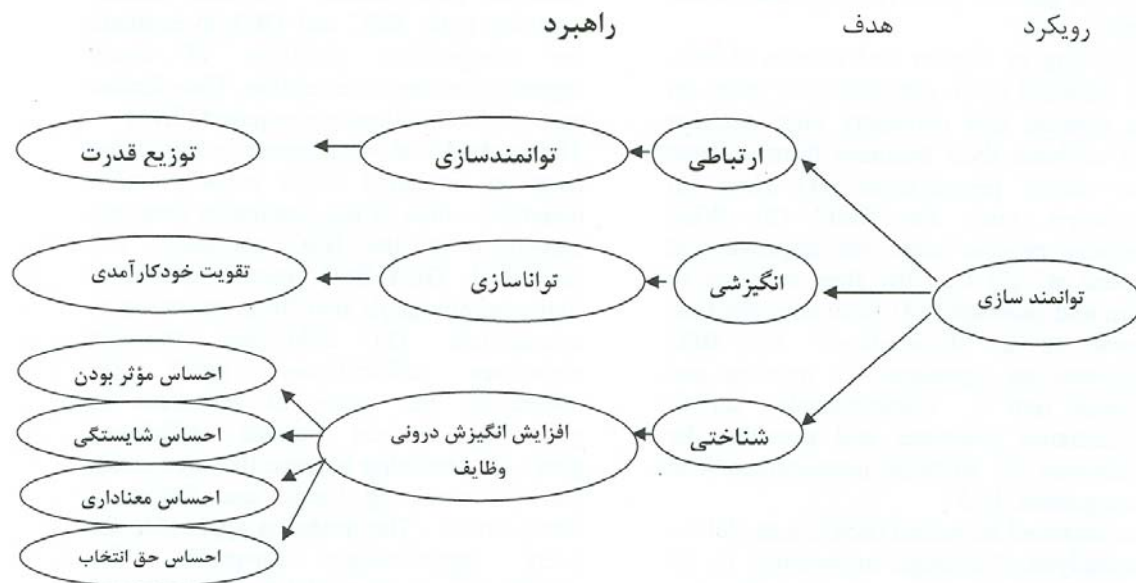 رویکرد هدف راهبرد
ارتباطی توانمندسازی توزیع قدرت
توانمند سازی انگیزشی تواناسازی تقویت خودکارآمدی
شناختی افزایش انگیزش درونی
وظایف
احساس مؤثر بودن
احساس شایستگی
احساس معناداری
احساس حق انتخاب